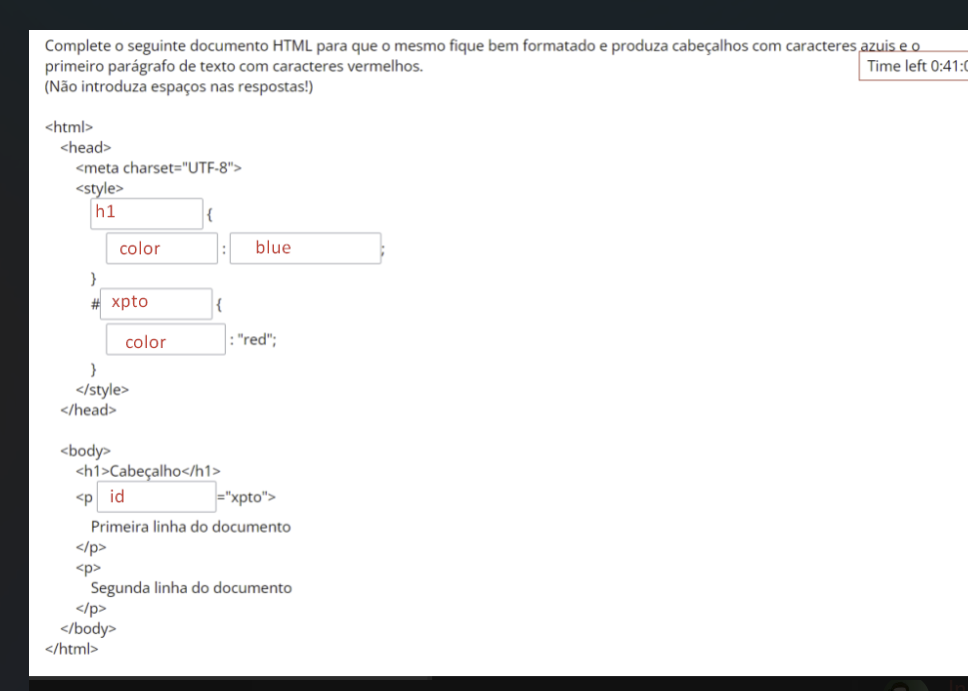 Complete o seguinte documento HTML para que o mesmo fique bem formatado e produza cabeçalhos com caracteres azuis e o
primeiro parágrafo de texto com caracteres vermelhos.
Time left 0:41:0
(Não introduza espaços nas respostas!)
<html>
<head>
<meta charset="UTF-8">
<style>
h1 {
color : blue ;
}
# xpto {
color : "red";
}
</style>
</head>
<body>
<h1>Cabeçalho</h1>
<p id ="xpto">
Primeira linha do documento
</p>
<p>
Segunda linha do documento
</p>
</body>
</html>